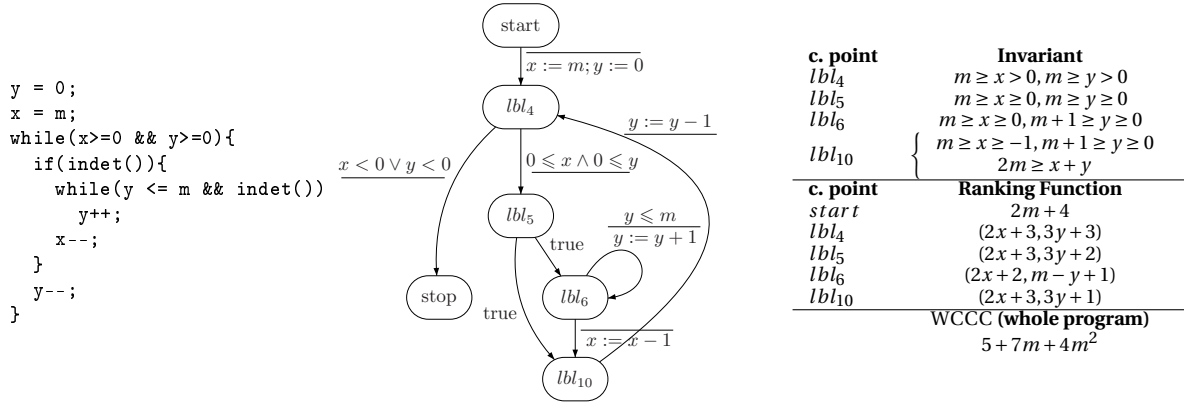 y = 0;
x = m;
while(x>=0 && y>=0){
if(indet()){
while(y <= m && indet())
y++;
x--;
}
y--;
}
start
x := m; y := 0
lbl₄
y := y − 1
x < 0 ∨ y < 0
0 ⩽ x ∧ 0 ⩽ y
lbl₅
y ⩽ m
y := y + 1
true
stop
lbl₆
true
x := x − 1
lbl₁₀
c. point Invariant
lbl₄ m ≥ x > 0, m ≥ y > 0
lbl₅ m ≥ x ≥ 0, m ≥ y ≥ 0
lbl₆ m ≥ x ≥ 0, m + 1 ≥ y ≥ 0
lbl₁₀ { m ≥ x ≥ −1, m + 1 ≥ y ≥ 0
2m ≥ x + y
c. point Ranking Function
start 2m + 4
lbl₄ (2x + 3, 3y + 3)
lbl₅ (2x + 3, 3y + 2)
lbl₆ (2x + 2, m − y + 1)
lbl₁₀ (2x + 3, 3y + 1)
WCCC (whole program)
5 + 7m + 4m²